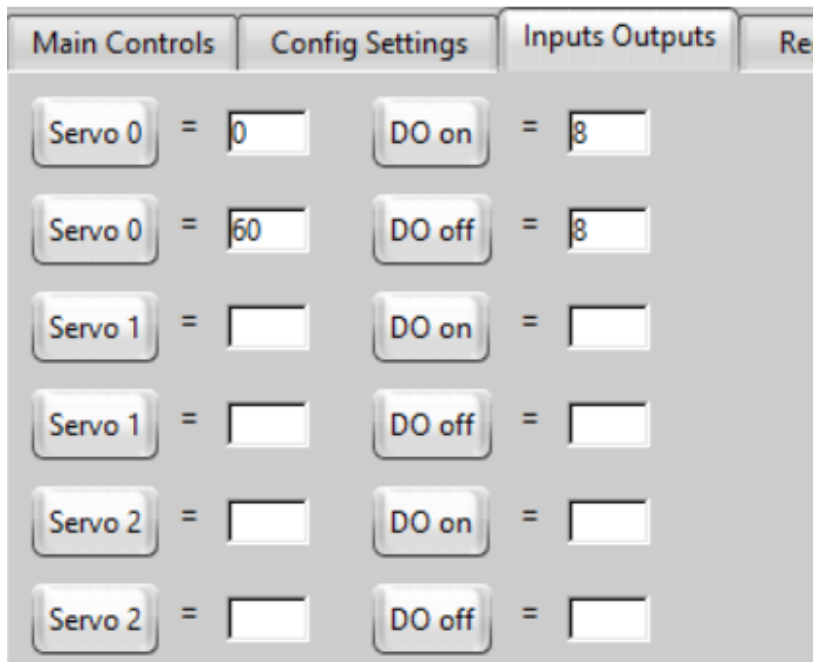 Main Controls Config Settings Inputs Outputs Re
Servo 0 = 0 DO on = 8
Servo 0 = 60 DO off = 8
Servo 1 = DO on =
Servo 1 = DO off =
Servo 2 = DO on =
Servo 2 = DO off =